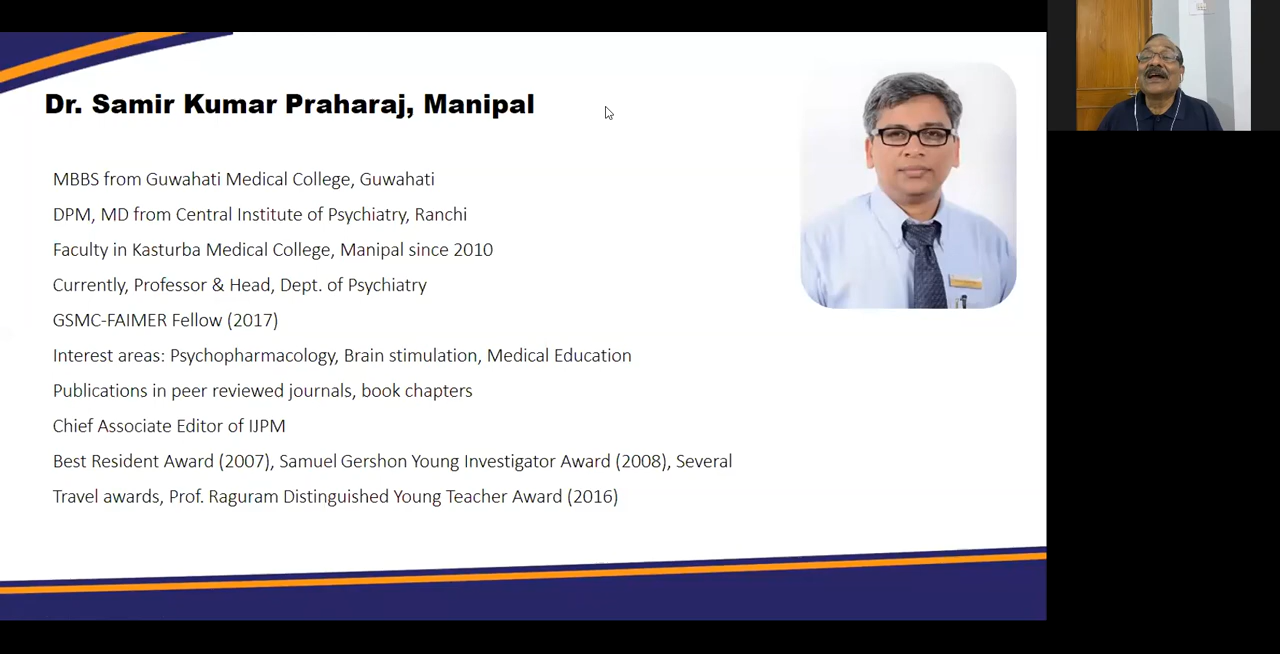 Dr. Samir Kumar Praharaj, Manipal
MBBS from Guwahati Medical College, Guwahati
DPM, MD from Central Institute of Psychiatry, Ranchi
Faculty in Kasturba Medical College, Manipal since 2010
Currently, Professor & Head, Dept. of Psychiatry
GSMC-FAIMER Fellow (2017)
Interest areas: Psychopharmacology, Brain stimulation, Medical Education
Publications in peer reviewed journals, book chapters
Chief Associate Editor of IJPM
Best Resident Award (2007), Samuel Gershon Young Investigator Award (2008), Several
Travel awards, Prof. Raguram Distinguished Young Teacher Award (2016)